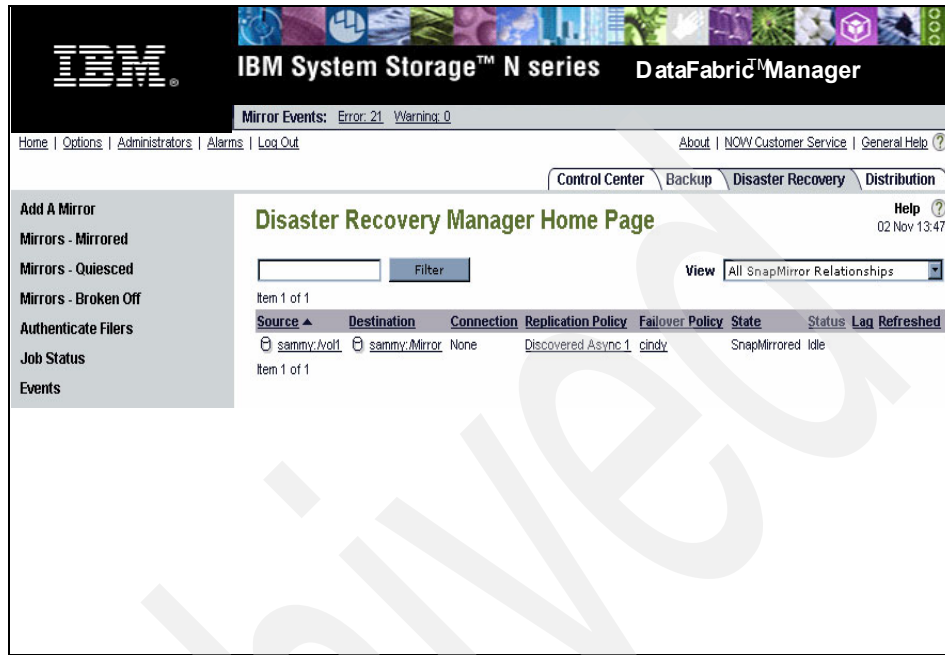 IBM®
IBM System Storage™ N series DataFabric™Manager
Mirror Events: Error: 21 Warning: 0
Home | Options | Administrators | Alarms | Log Out
About | NOW Customer Service | General Help ?
Control Center Backup Disaster Recovery Distribution
Add A Mirror
Mirrors - Mirrored
Mirrors - Quiesced
Mirrors - Broken Off
Authenticate Filers
Job Status
Events
Disaster Recovery Manager Home Page
Help ?
02 Nov 13:47
Filter
View All SnapMirror Relationships
Item 1 of 1
Source Destination Connection Replication Policy Failover Policy State Status Lag Refreshed
sammy:/vol1 sammy:/Mirror None Discovered Async 1 cindy SnapMirrored Idle
Item 1 of 1
hived